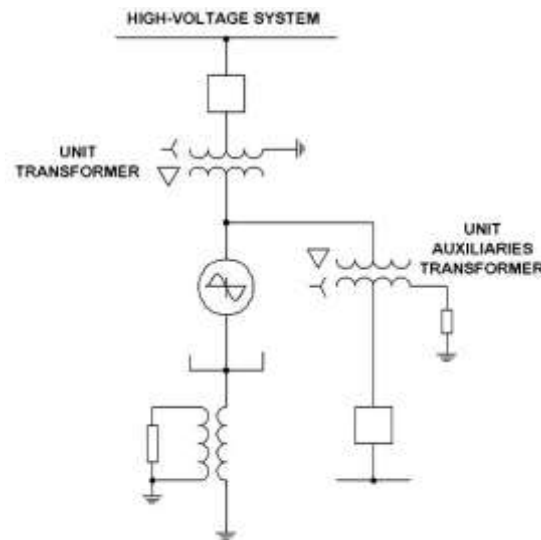 HIGH-VOLTAGE SYSTEM
UNIT
TRANSFORMER
UNIT
AUXILIARIES
TRANSFORMER